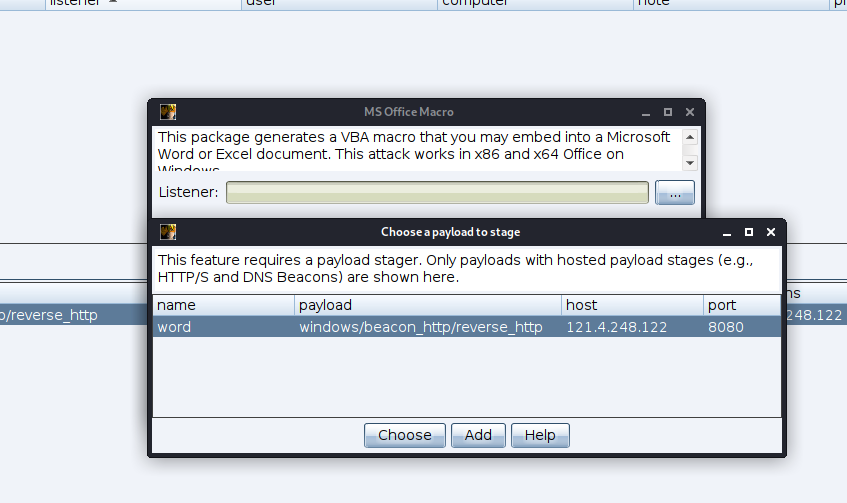 listener
user
computer
note
MS Office Macro
This package generates a VBA macro that you may embed into a Microsoft
Word or Excel document. This attack works in x86 and x64 Office on
Windows
Listener:
...
Choose a payload to stage
This feature requires a payload stager. Only payloads with hosted payload stages (e.g.,
HTTP/S and DNS Beacons) are shown here.
name payload host port
word windows/beacon_http/reverse_http 121.4.248.122 8080
/reverse_http
248.122
Choose Add Help